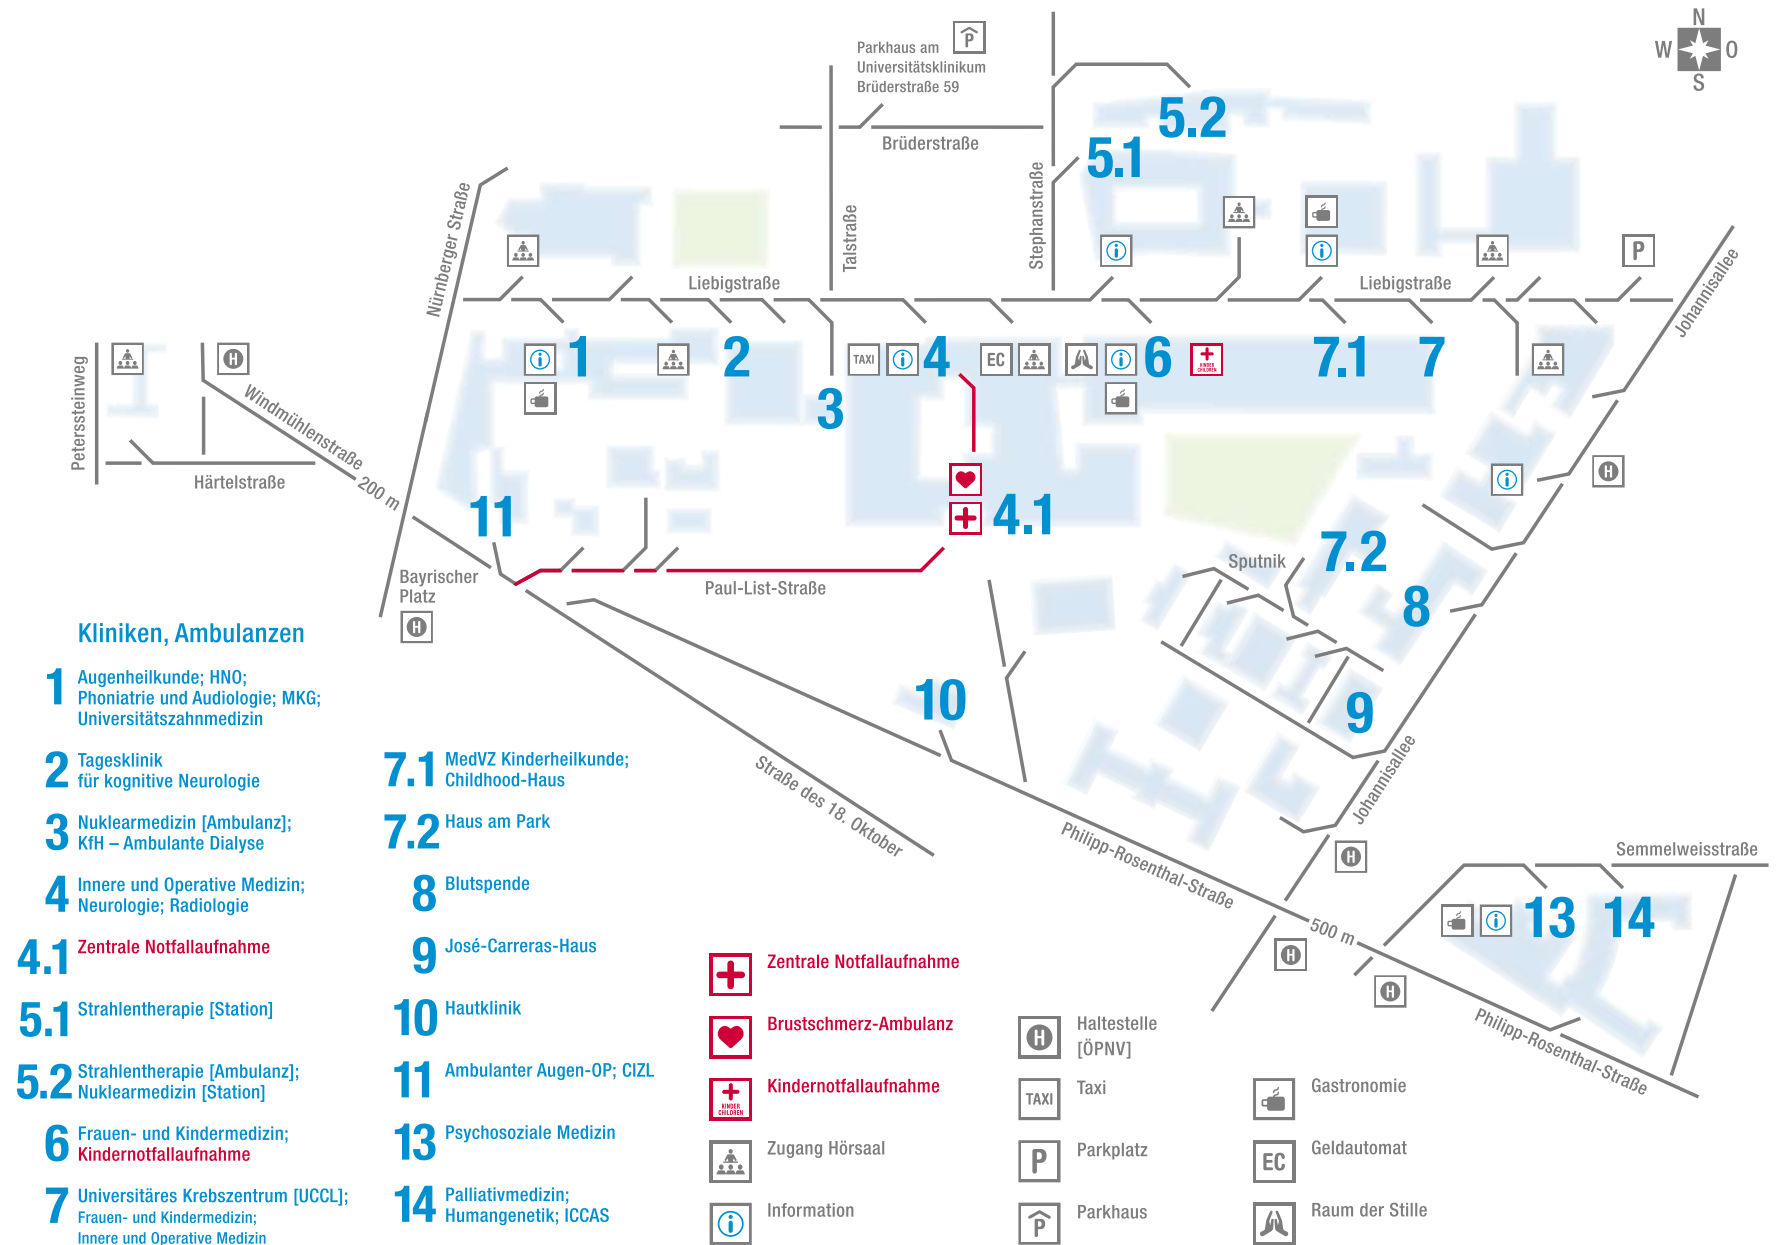 N
W
O
S
P
Parkhaus am
Universitätsklinikum
Brüderstraße 59
Brüderstraße
5.2
5.1
Nürnberger Straße
Talstraße
Stephanstraße
Liebigstraße
Liebigstraße
P
Johannisallee
Peterssteinweg
H
Windmühlenstraße
200 m
Härtelstraße
1
2
3
TAXI
4
EC
6
KINDER
CHILDREN
7.1
7
H
11
4.1
Sputnik
7.2
8
Paul-List-Straße
Bayrischer
Platz
H
10
9
Straße des 18. Oktober
Johannisallee
Philipp-Rosenthal-Straße
H
500 m
H
H
Semmelweisstraße
13
14
Philipp-Rosenthal-Straße
Kliniken, Ambulanzen
1 Augenheilkunde; HNO;
Phoniatrie und Audiologie; MKG;
Universitätszahnmedizin
2 Tagesklinik
für kognitive Neurologie
3 Nuklearmedizin [Ambulanz];
KfH – Ambulante Dialyse
4 Innere und Operative Medizin;
Neurologie; Radiologie
4.1 Zentrale Notfallaufnahme
5.1 Strahlentherapie [Station]
5.2 Strahlentherapie [Ambulanz];
Nuklearmedizin [Station]
6 Frauen- und Kindermedizin;
Kindernotfallaufnahme
7 Universitäres Krebszentrum [UCCL];
Frauen- und Kindermedizin;
Innere und Operative Medizin
7.1 MedVZ Kinderheilkunde;
Childhood-Haus
7.2 Haus am Park
8 Blutspende
9 José-Carreras-Haus
10 Hautklinik
11 Ambulanter Augen-OP; CIZL
13 Psychosoziale Medizin
14 Palliativmedizin;
Humangenetik; ICCAS
Zentrale Notfallaufnahme
Brustschmerz-Ambulanz
KINDER
CHILDREN
Kindernotfallaufnahme
Zugang Hörsaal
Information
H Haltestelle
[ÖPNV]
TAXI Taxi
P Parkplatz
P Parkhaus
Gastronomie
EC Geldautomat
Raum der Stille